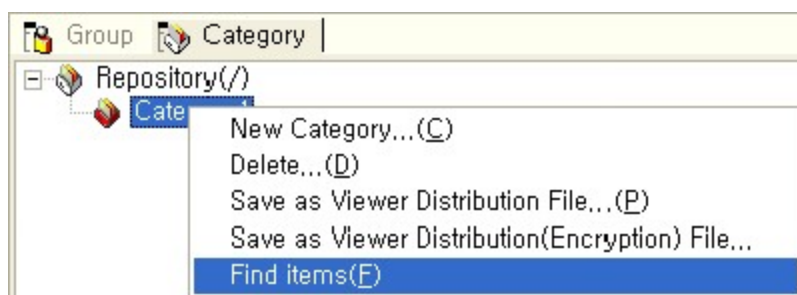 Group Category
Repository(/)
New Category...(C)
Delete...(D)
Save as Viewer Distribution File...(P)
Save as Viewer Distribution(Encryption) File...
Find items(F)